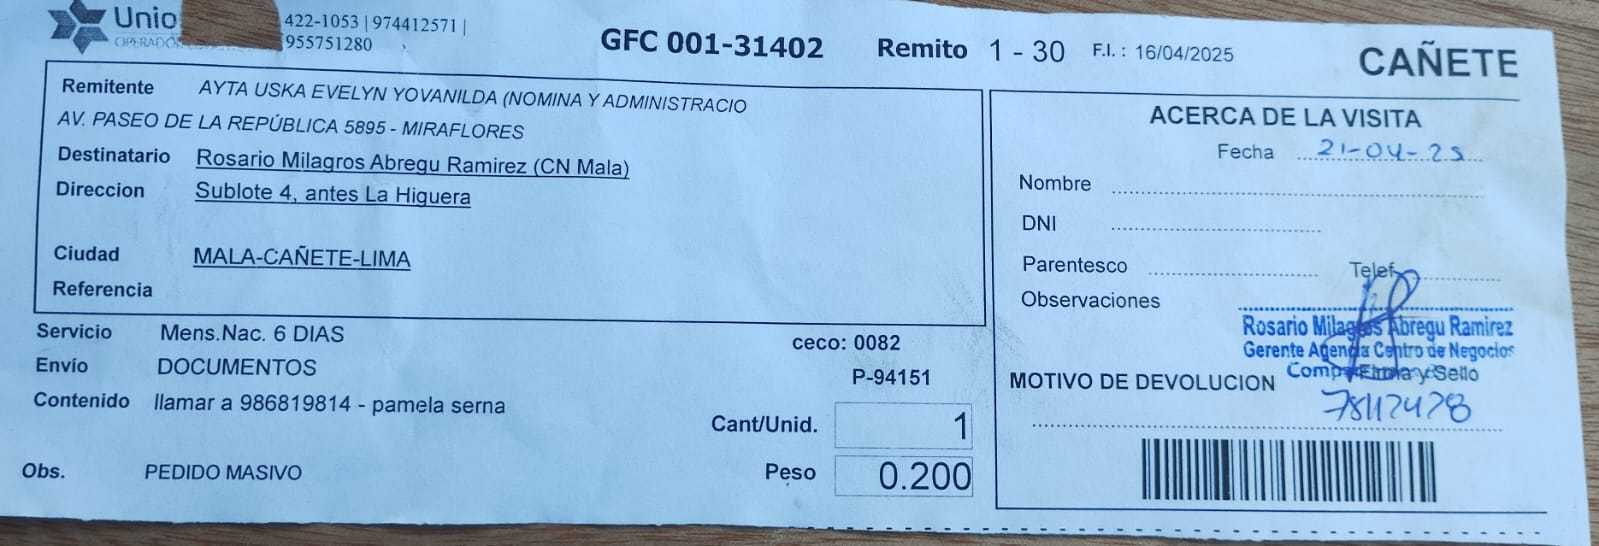 Unio
422-1053 | 974412571 |
955751280
GFC 001-31402
Remito 1 - 30
F.I. : 16/04/2025
CAÑETE
Remitente AYTA USKA EVELYN YOVANILDA (NOMINA Y ADMINISTRACIO
AV. PASEO DE LA REPÚBLICA 5895 - MIRAFLORES
Destinatario Rosario Milagros Abregu Ramirez (CN Mala)
Direccion Sublote 4, antes La Higuera
Ciudad MALA-CAÑETE-LIMA
Referencia
Servicio Mens.Nac. 6 DIAS
ceco: 0082
Envío DOCUMENTOS
P-94151
Contenido llamar a 986819814 - pamela serna
Cant/Unid. 1
Obs. PEDIDO MASIVO
Peso 0.200
ACERCA DE LA VISITA
Fecha 21-04-25
Nombre
DNI
Parentesco
Telef
Observaciones
Rosario Milagros Abregu Ramirez
Gerente Agencia Centro de Negocios
Firma y Sello
MOTIVO DE DEVOLUCION